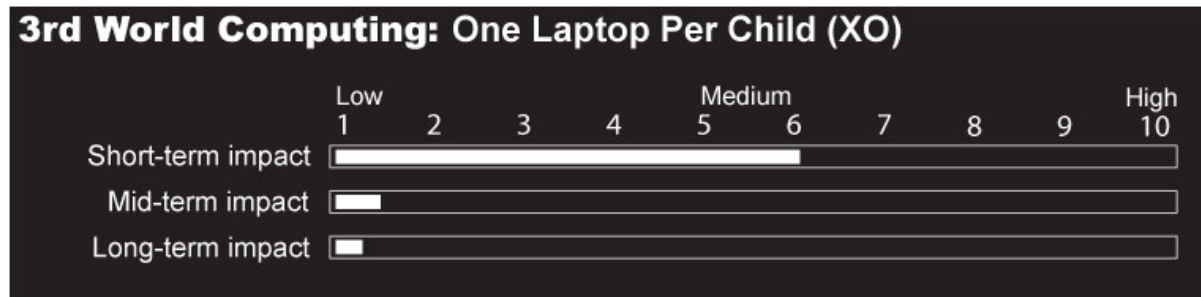 3rd World Computing: One Laptop Per Child (XO)
Low Medium High
1 2 3 4 5 6 7 8 9 10
Short-term impact
Mid-term impact
Long-term impact